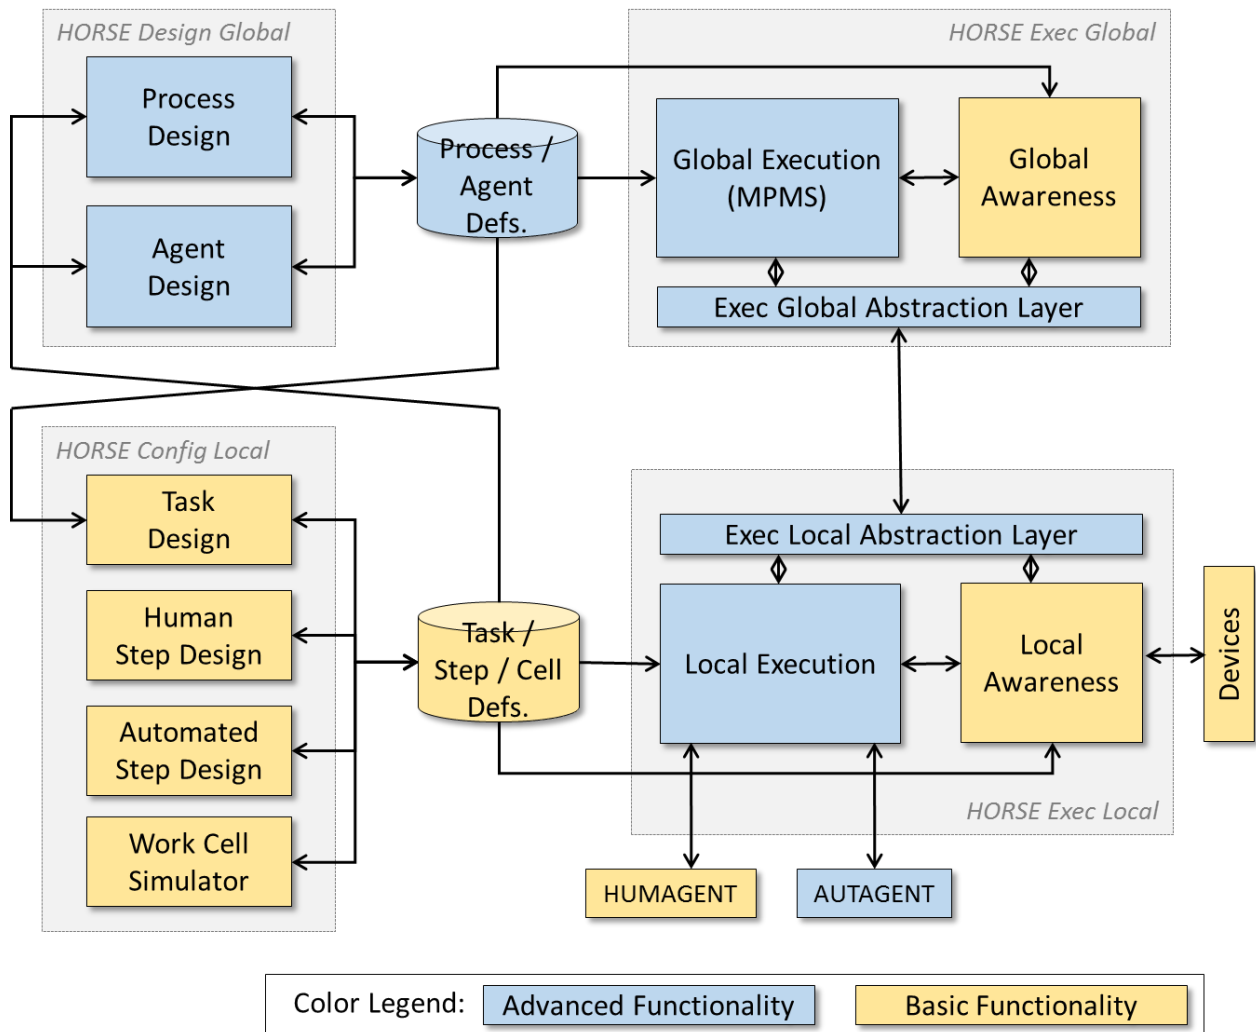 HORSE Design Global
Process
Design
Agent
Design
Process /
Agent
Defs.
HORSE Exec Global
Global Execution
(MPMS)
Global
Awareness
Exec Global Abstraction Layer
HORSE Config Local
Task
Design
Human
Step Design
Automated
Step Design
Work Cell
Simulator
Task /
Step / Cell
Defs.
Exec Local Abstraction Layer
Local Execution
Local
Awareness
Devices
HORSE Exec Local
HUMAGENT
AUTAGENT
Color Legend:
Advanced Functionality
Basic Functionality